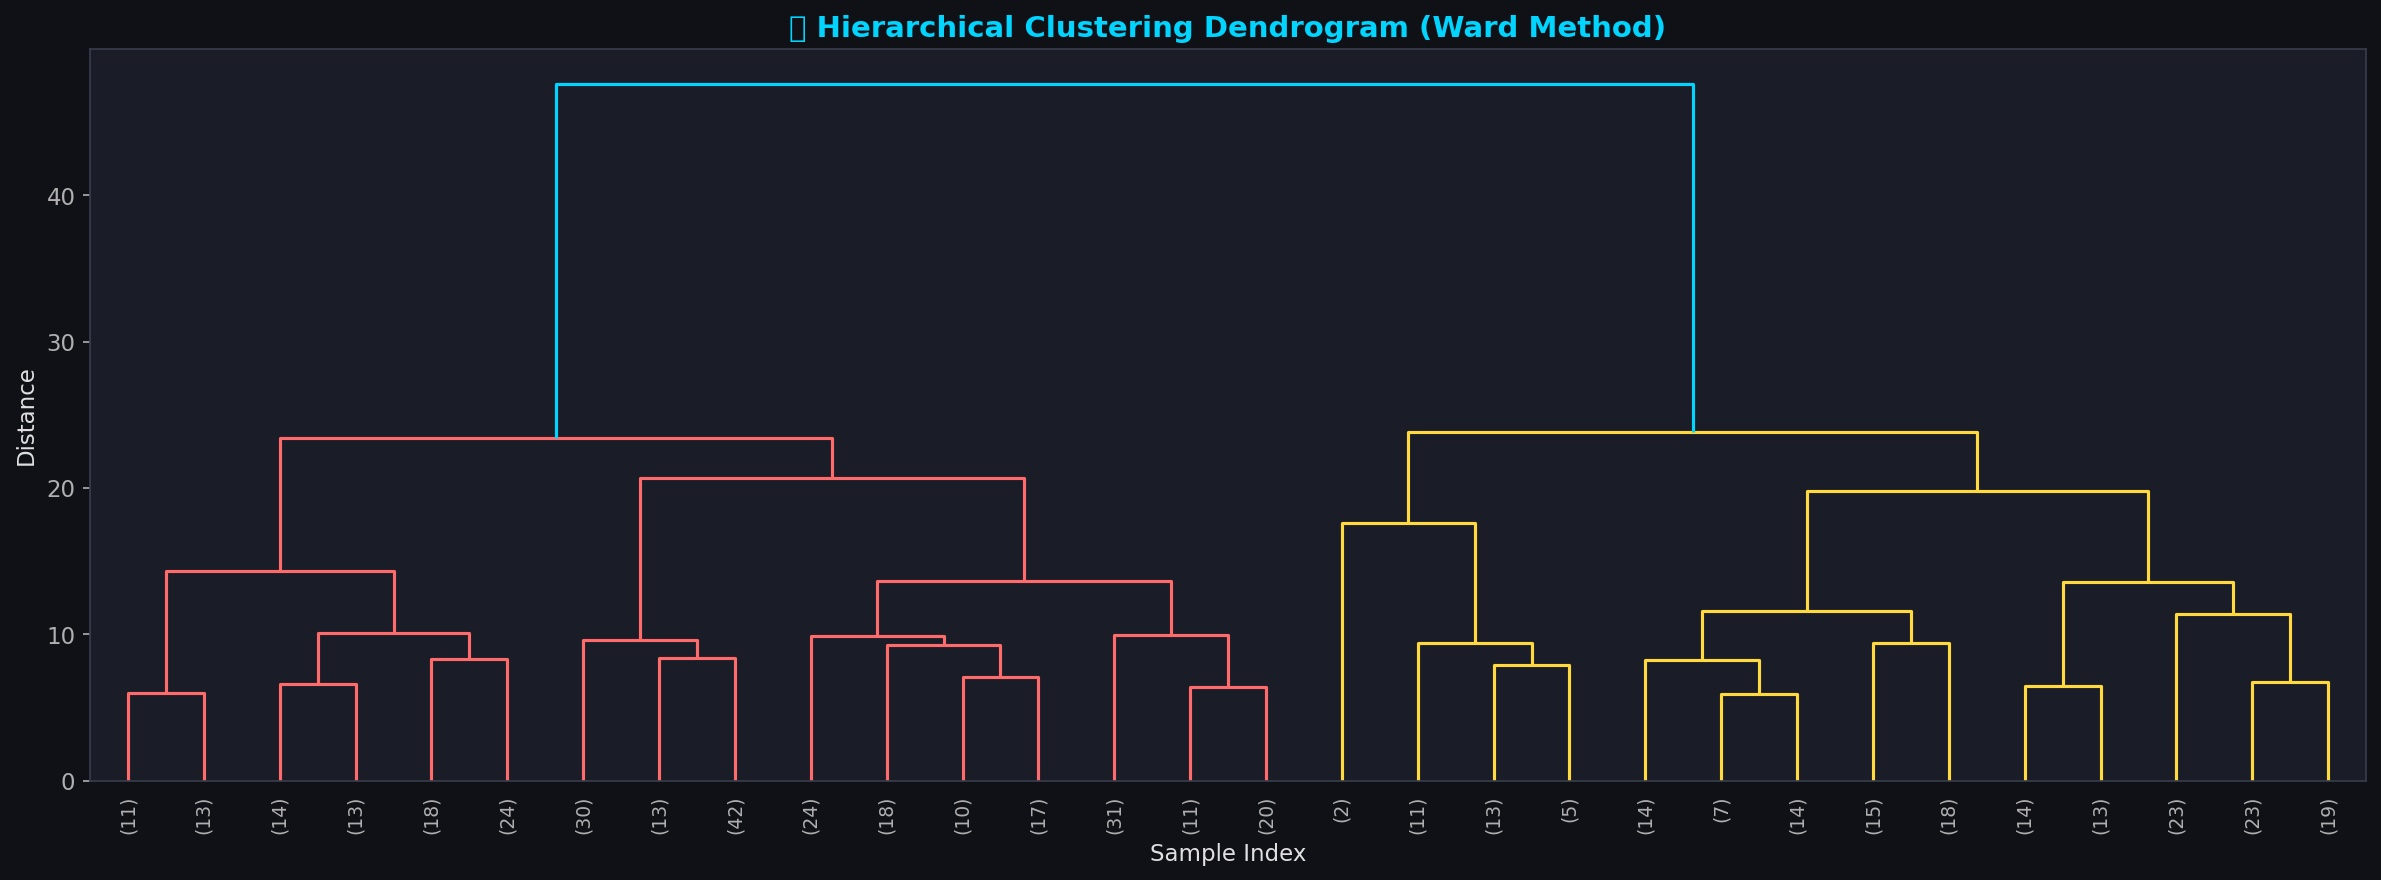 ▯ Hierarchical Clustering Dendrogram (Ward Method)
Distance
40
30
20
10
0
(11) (13) (14) (13) (18) (24) (30) (13) (42) (24) (18) (10) (17) (31) (11) (20) (2) (11) (13) (5) (14) (7) (14) (15) (18) (14) (13) (23) (23) (19)
Sample Index